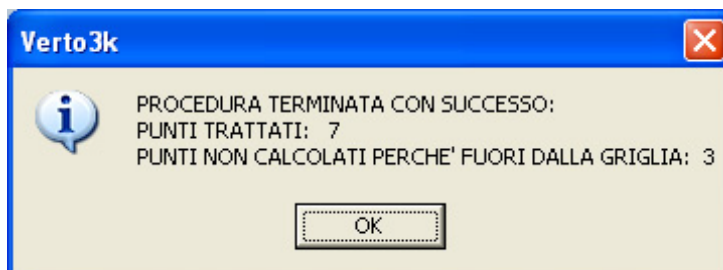 Verto3k
PROCEDURA TERMINATA CON SUCCESSO:
PUNTI TRATTATI: 7
PUNTI NON CALCOLATI PERCHE' FUORI DALLA GRIGLIA: 3
OK